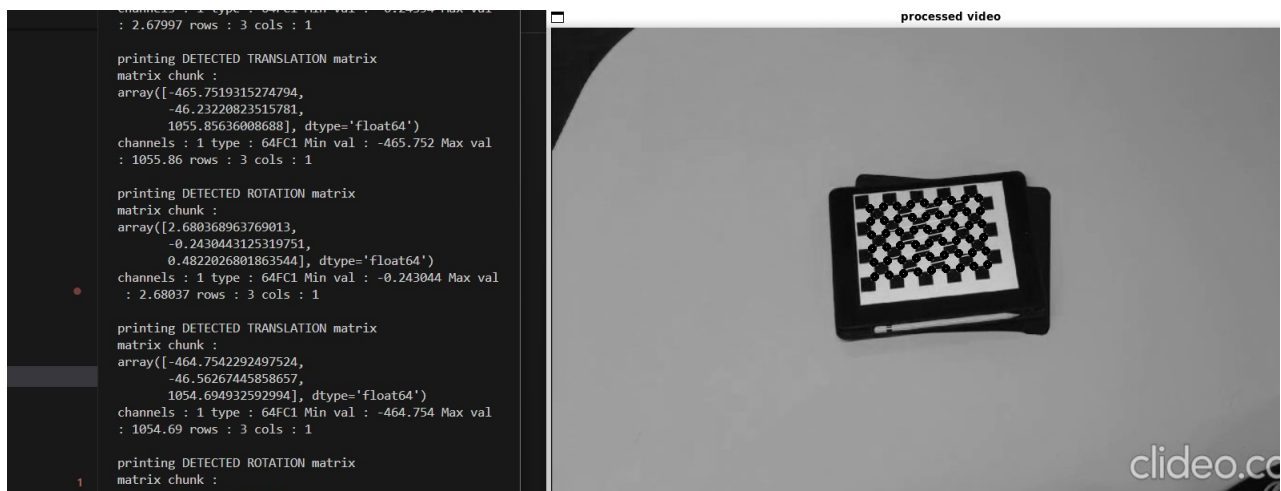 : 2.67997 rows : 3 cols : 1
printing DETECTED TRANSLATION matrix
matrix chunk :
array([-465.7519315274794,
-46.23220823515781,
1055.85636008688], dtype='float64')
channels : 1 type : 64FC1 Min val : -465.752 Max val
: 1055.86 rows : 3 cols : 1
printing DETECTED ROTATION matrix
matrix chunk :
array([2.680368963769013,
-0.2430443125319751,
0.4822026801863544], dtype='float64')
channels : 1 type : 64FC1 Min val : -0.243044 Max val
: 2.68037 rows : 3 cols : 1
printing DETECTED TRANSLATION matrix
matrix chunk :
array([-464.7542292497524,
-46.56267445858657,
1054.694932592994], dtype='float64')
channels : 1 type : 64FC1 Min val : -464.754 Max val
: 1054.69 rows : 3 cols : 1
printing DETECTED ROTATION matrix
1
matrix chunk :
processed video
clideo.co